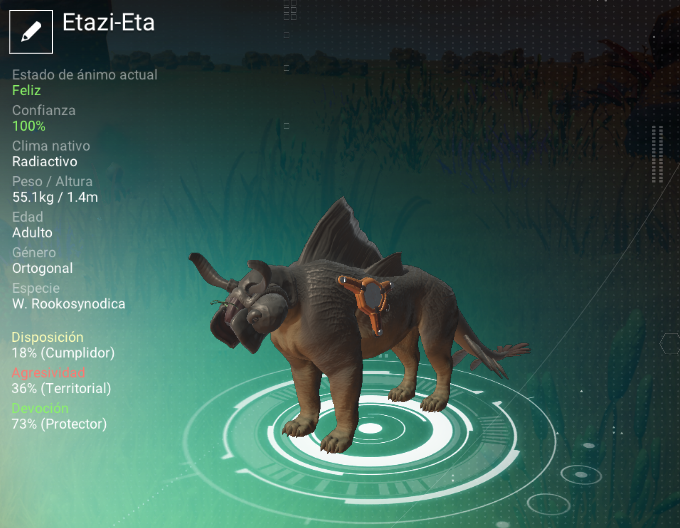 Etazi-Eta
Estado de ánimo actual
Feliz
Confianza
100%
Clima nativo
Radiactivo
Peso / Altura
55.1kg / 1.4m
Edad
Adulto
Género
Ortogonal
Especie
W. Rookosynodica
Disposición
18% (Cumplidor)
Agresividad
36% (Territorial)
Devoción
73% (Protector)